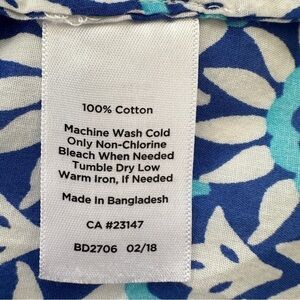 100% Cotton
Machine Wash Cold
Only Non-Chlorine
Bleach When Needed
Tumble Dry Low
Warm Iron, If Needed
Made in Bangladesh
CA #23147
BD2706 02/18